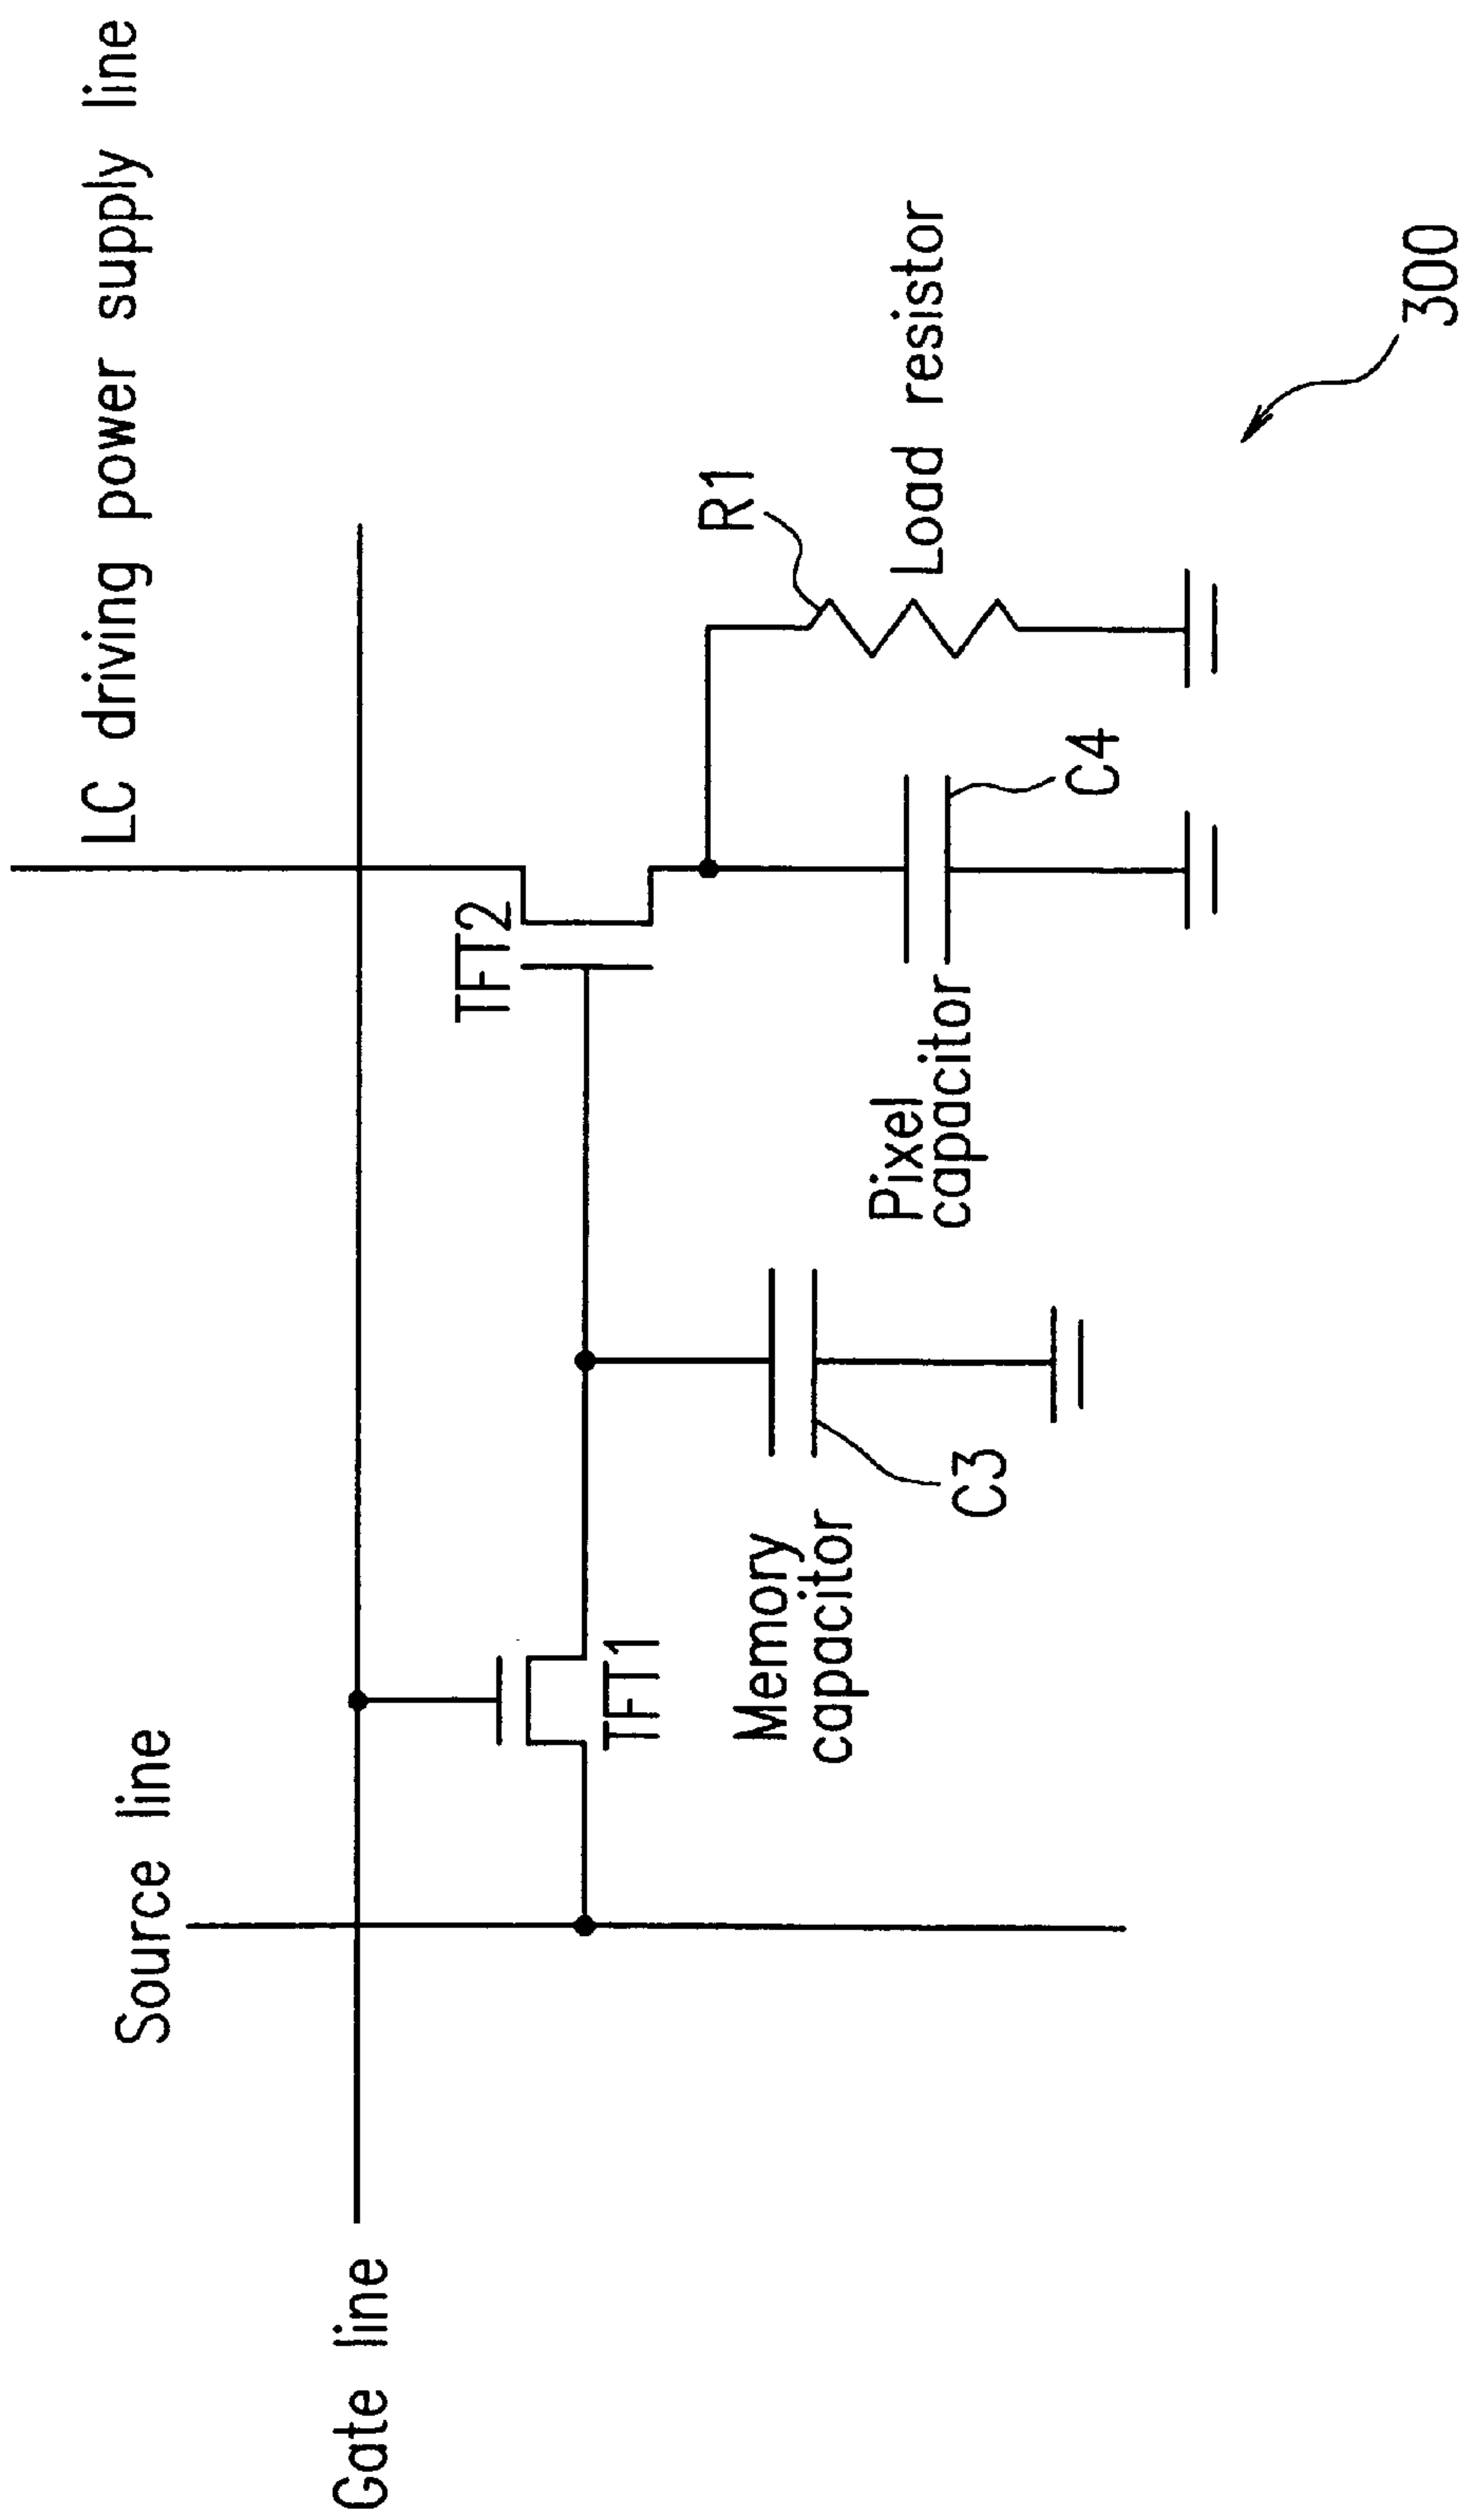 LC driving power supply line
Source line
Gate line
TFT2
TFT1
R1
Load resistor
Memory
capacitor
Pixel
capacitor
C3
C4
300